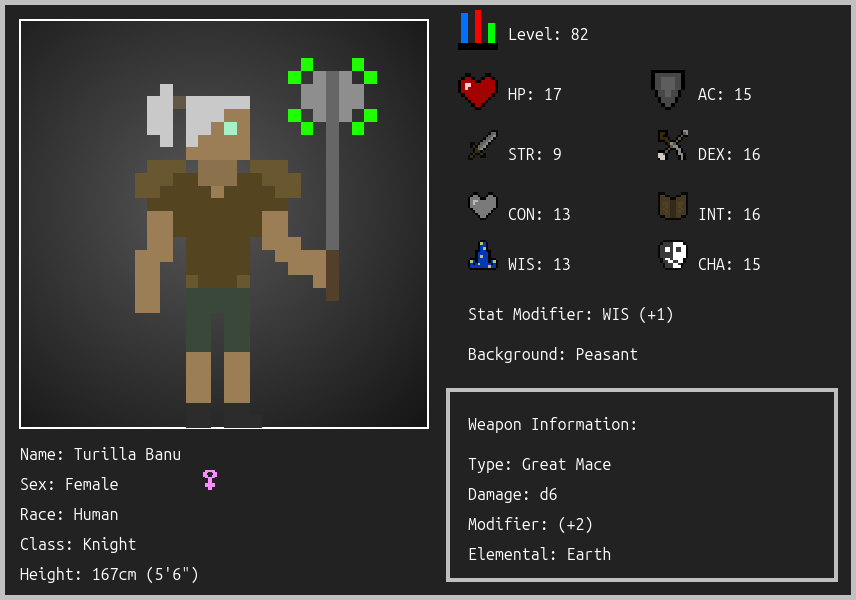 Level: 82
HP: 17
AC: 15
STR: 9
DEX: 16
CON: 13
INT: 16
WIS: 13
CHA: 15
Stat Modifier: WIS (+1)
Background: Peasant
Weapon Information:
Type: Great Mace
Damage: d6
Modifier: (+2)
Elemental: Earth
Name: Turilla Banu
Sex: Female
Race: Human
Class: Knight
Height: 167cm (5'6")